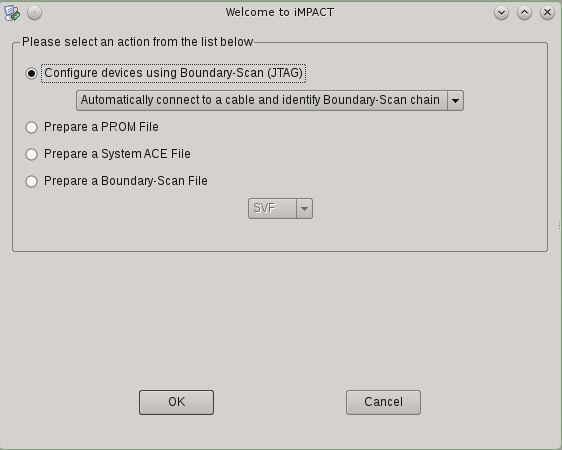 Welcome to iMPACT
Please select an action from the list below
Configure devices using Boundary-Scan (JTAG)
Automatically connect to a cable and identify Boundary-Scan chain
Prepare a PROM File
Prepare a System ACE File
Prepare a Boundary-Scan File
SVF
OK
Cancel